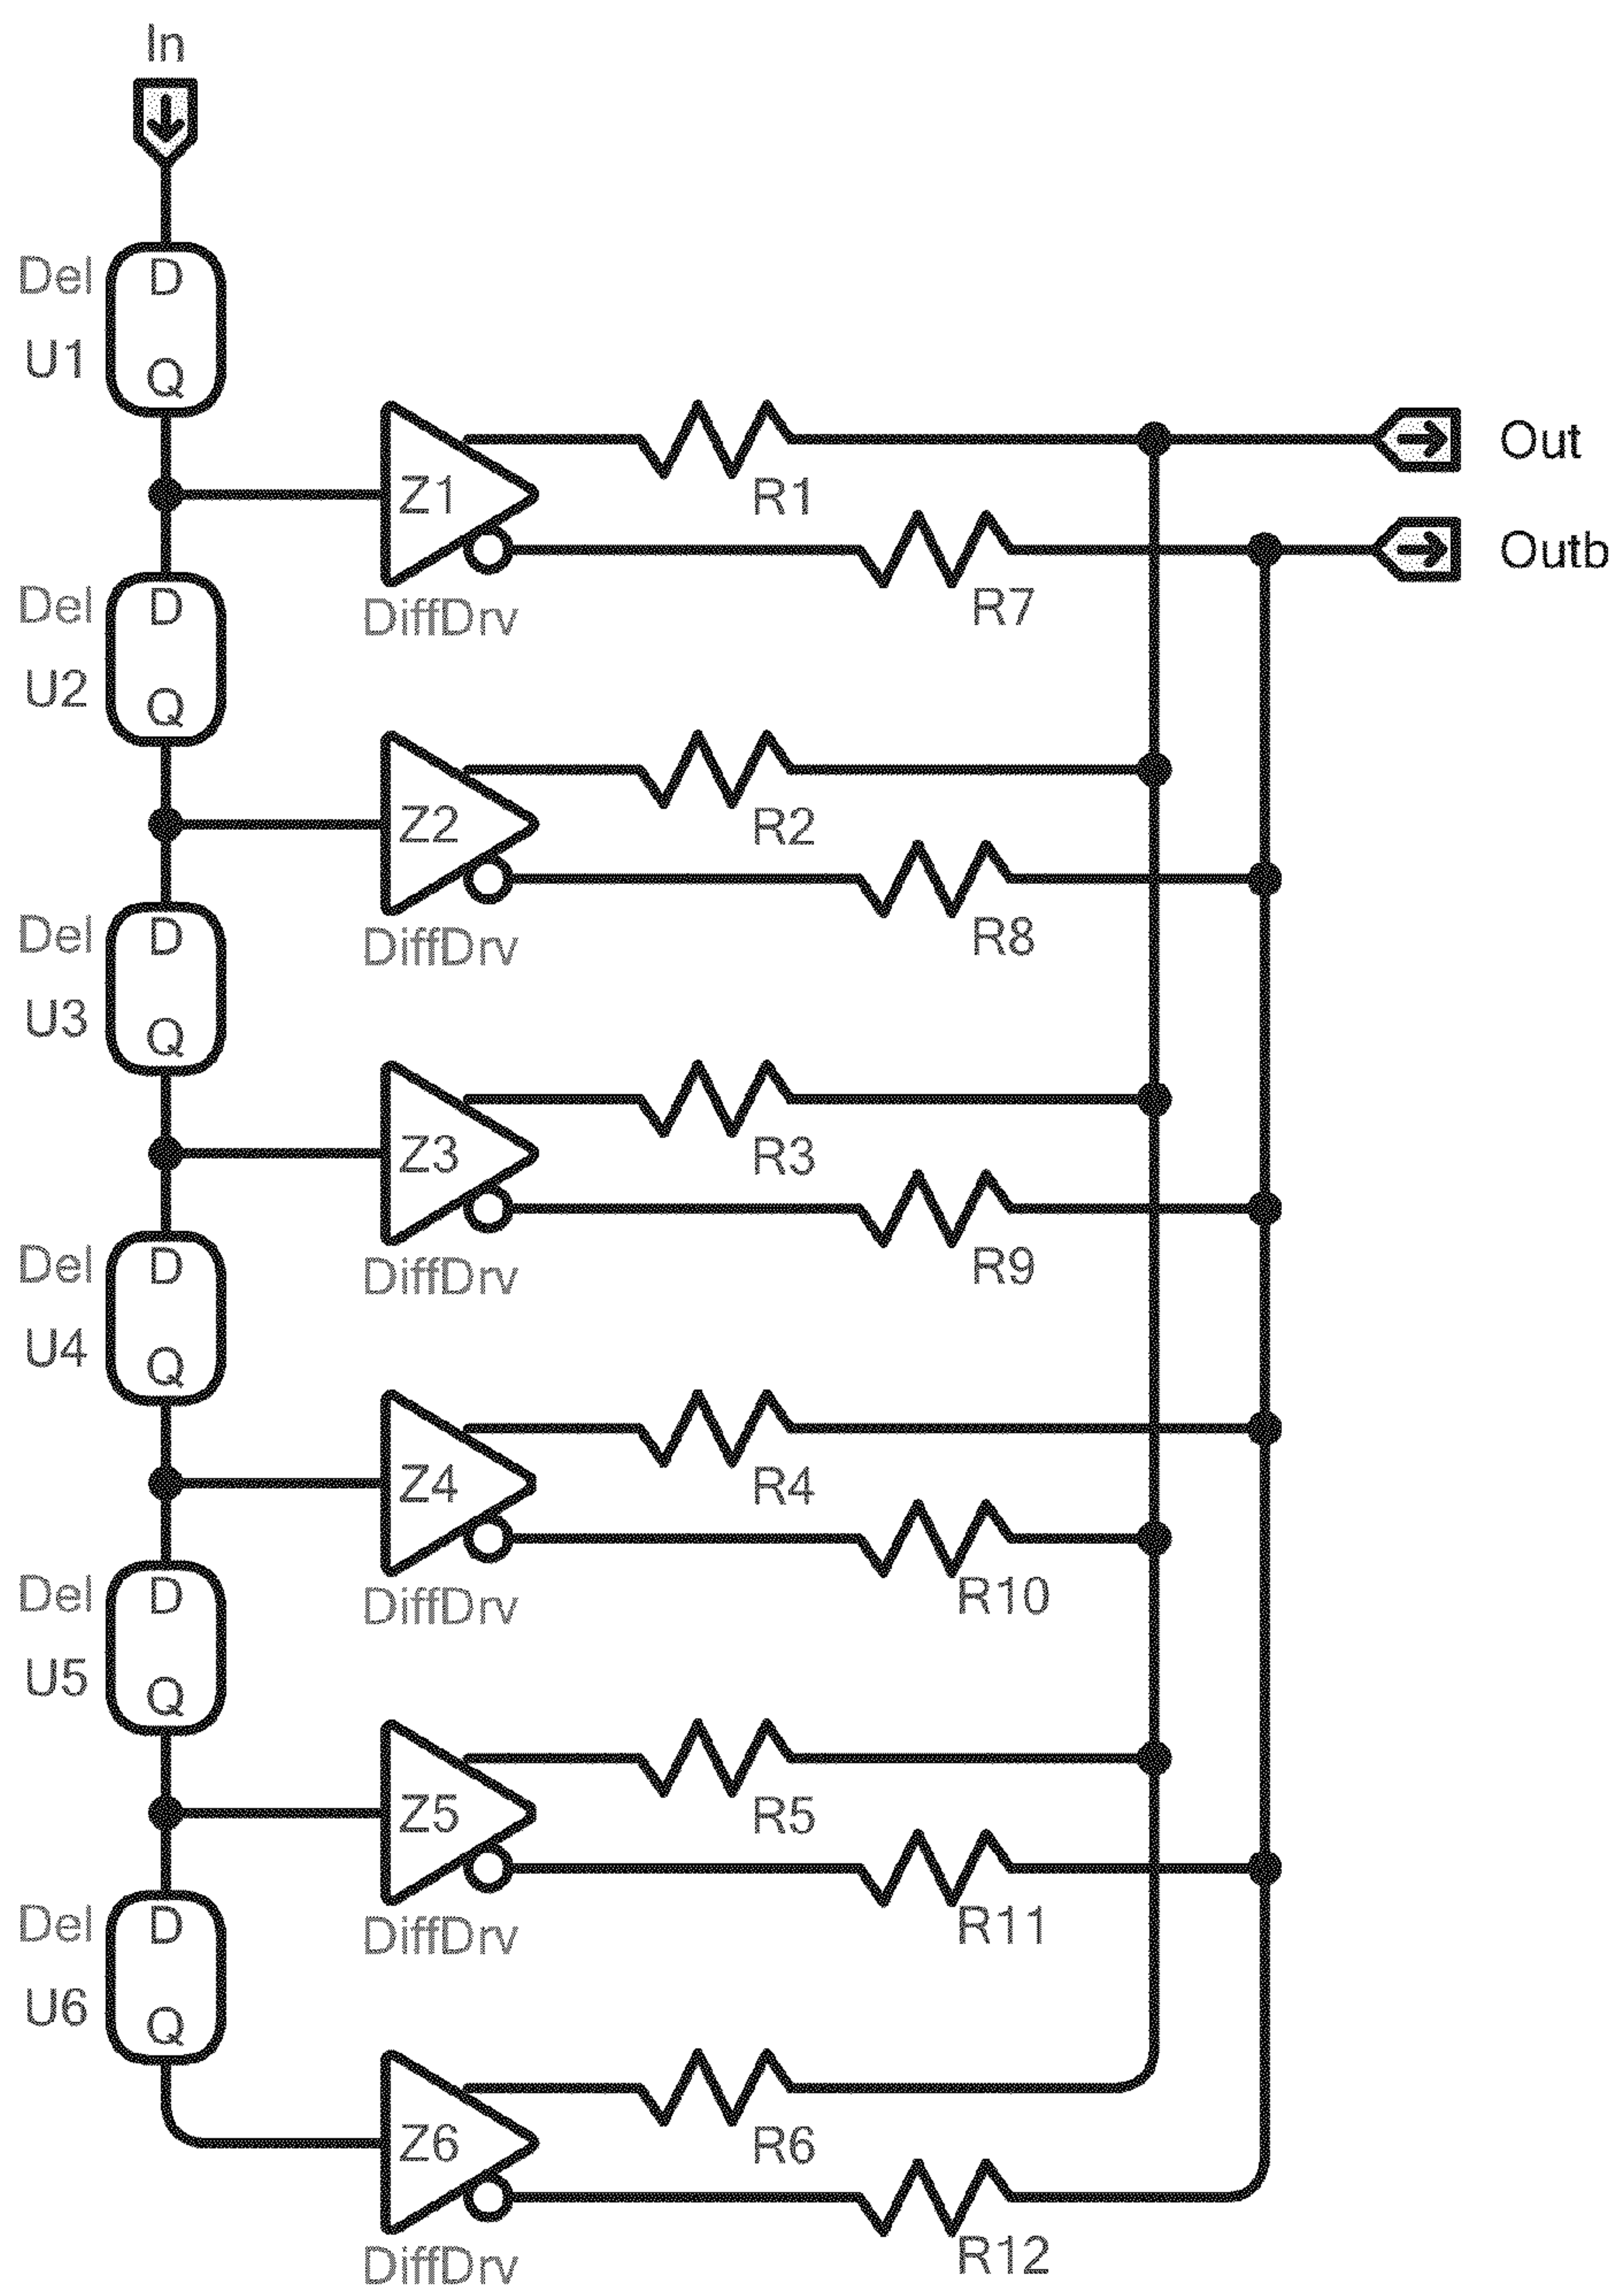 In
Del
D
U1
Q
Z1
R1
Out
R7
Outb
DiffDrv
Del
D
U2
Q
Z2
R2
R8
DiffDrv
Del
D
U3
Q
Z3
R3
R9
DiffDrv
Del
D
U4
Q
Z4
R4
R10
DiffDrv
Del
D
U5
Q
Z5
R5
R11
DiffDrv
Del
D
U6
Q
Z6
R6
R12
DiffDrv